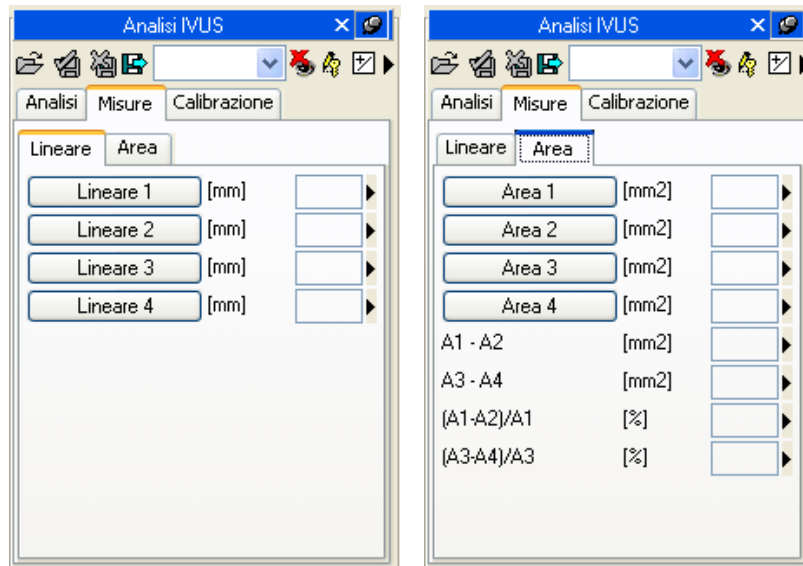 Analisi IVUS
Analisi Misure Calibrazione
Lineare Area
Lineare 1 [mm]
Lineare 2 [mm]
Lineare 3 [mm]
Lineare 4 [mm]
Analisi IVUS
Analisi Misure Calibrazione
Lineare Area
Area 1 [mm2]
Area 2 [mm2]
Area 3 [mm2]
Area 4 [mm2]
A1 - A2 [mm2]
A3 - A4 [mm2]
(A1-A2)/A1 [%]
(A3-A4)/A3 [%]